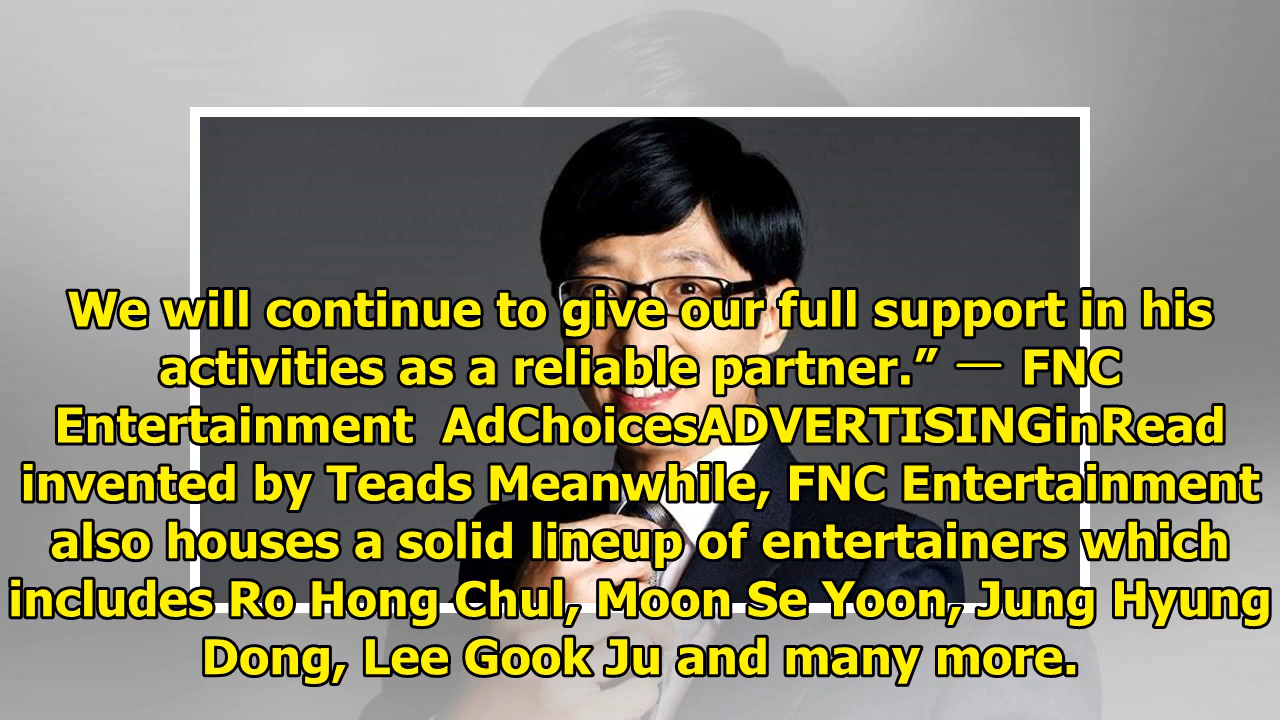 We will continue to give our full support in his
activities as a reliable partner.” — FNC
Entertainment  AdChoicesADVERTISINGinRead
invented by Teads Meanwhile, FNC Entertainment
also houses a solid lineup of entertainers which
includes Ro Hong Chul, Moon Se Yoon, Jung Hyung
Dong, Lee Gook Ju and many more.